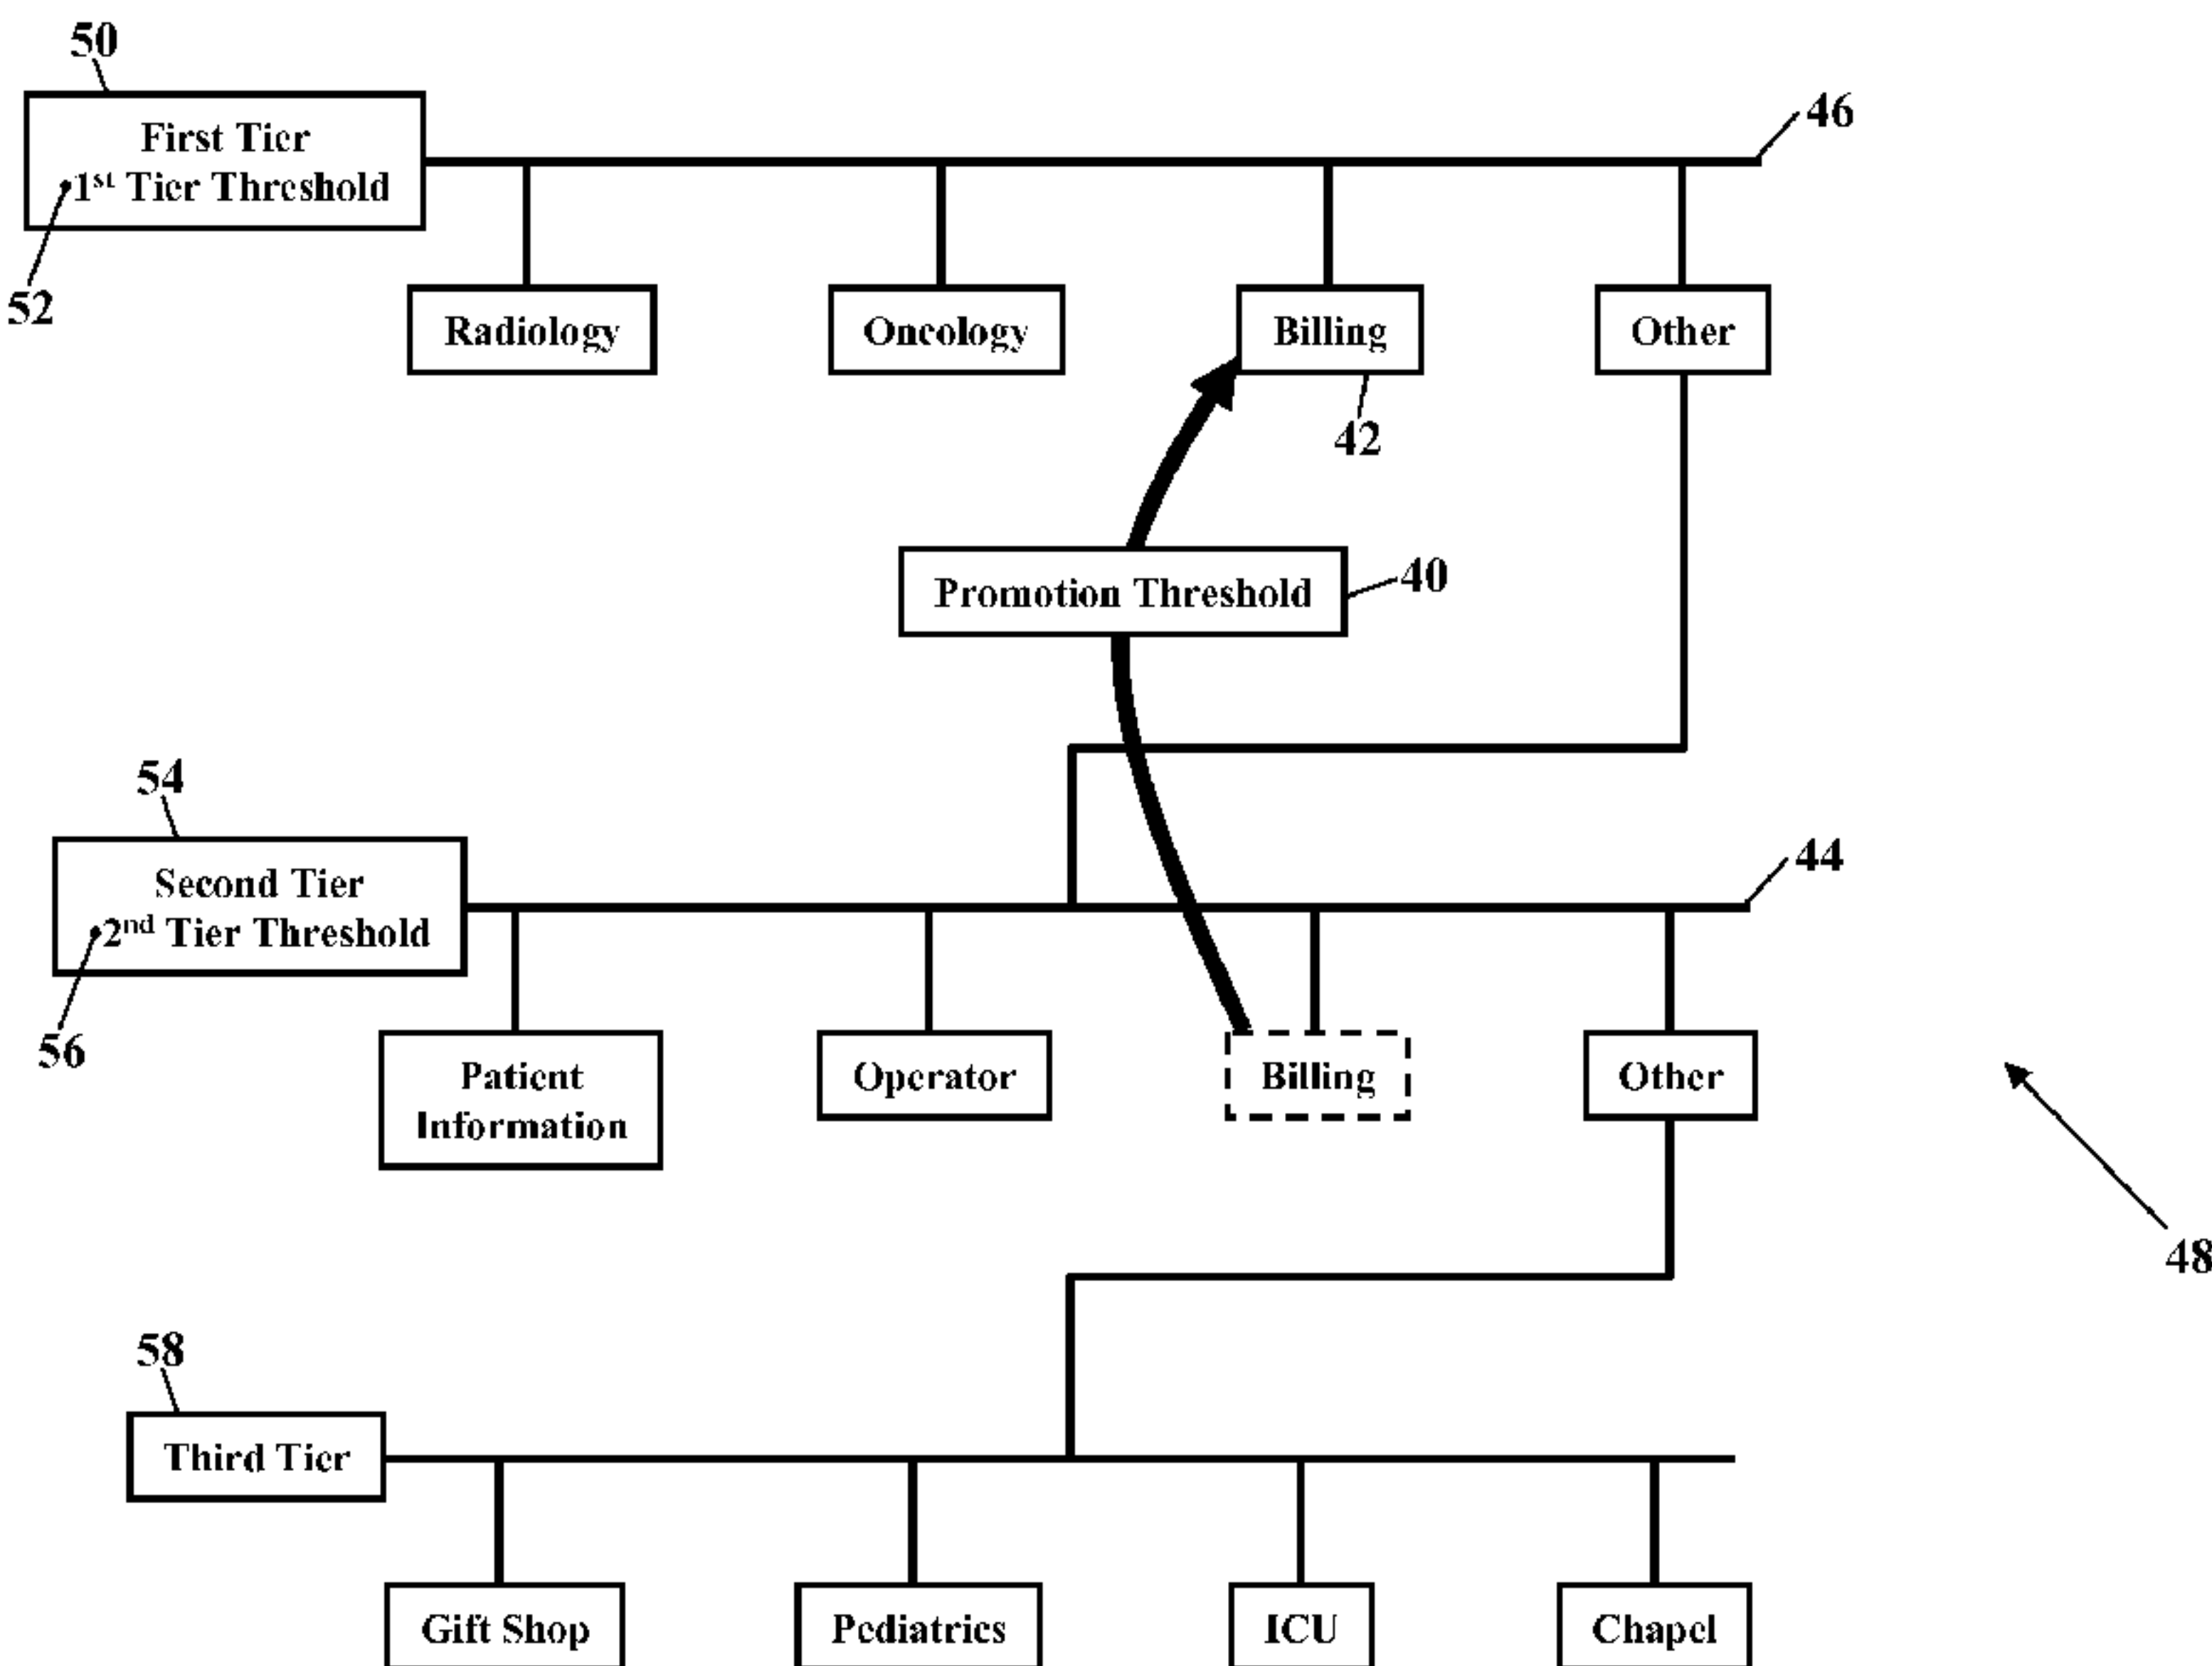 50
First Tier
1st Tier Threshold
46
52
Radiology
Oncology
Billing
Other
42
Promotion Threshold
40
54
Second Tier
2nd Tier Threshold
44
56
Patient
Information
Operator
Billing
Other
48
58
Third Tier
Gift Shop
Pediatrics
ICU
Chapel